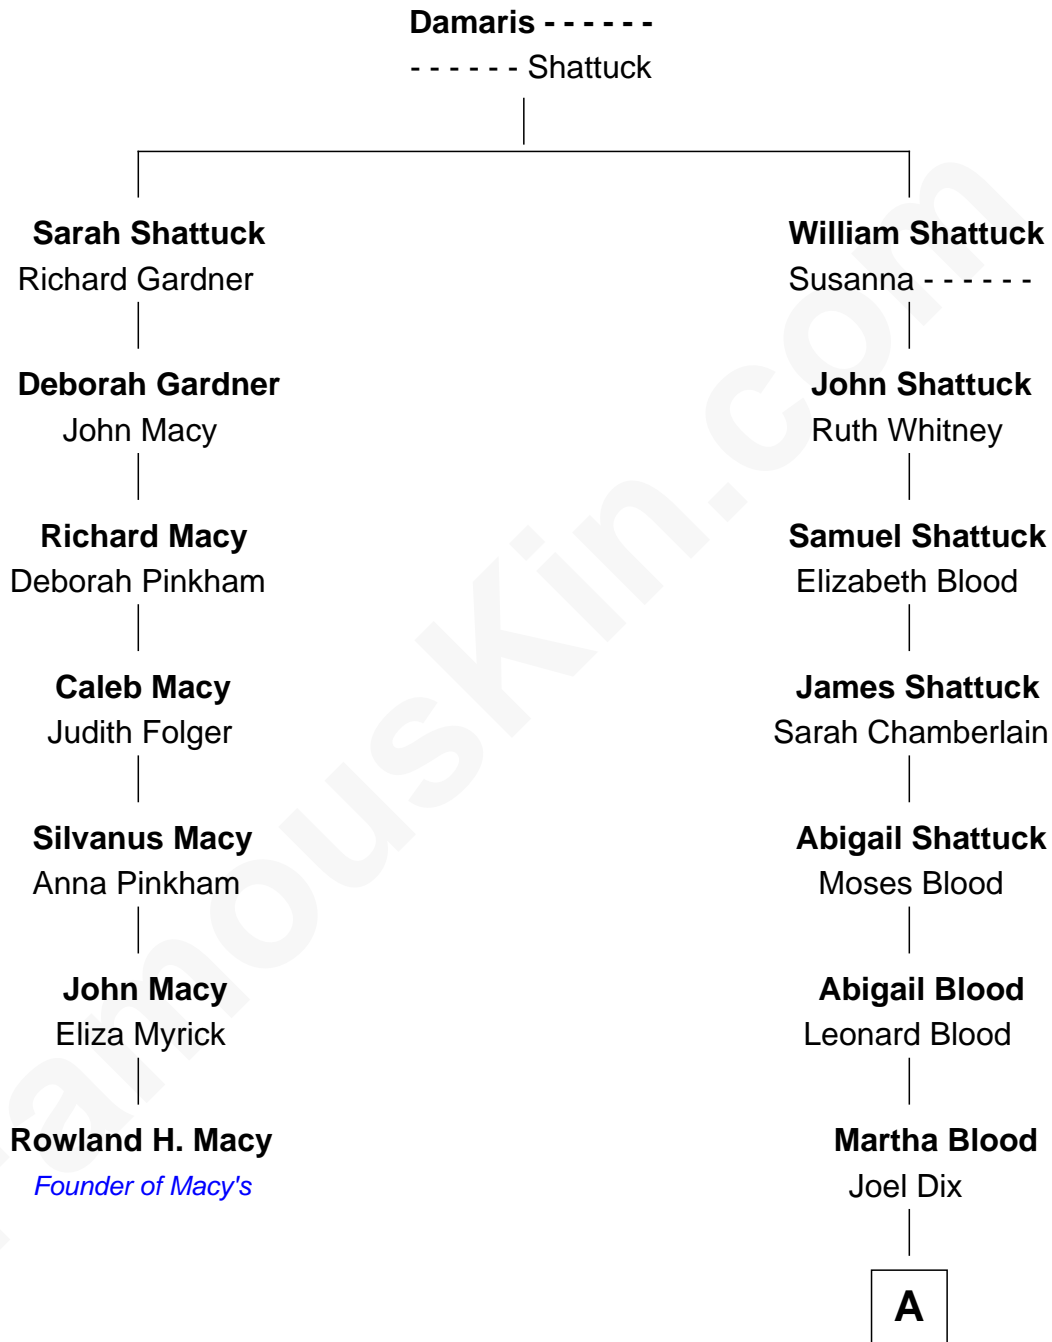 Damaris - - - - - -
- - - - - - Shattuck
Sarah Shattuck
Richard Gardner
William Shattuck
Susanna - - - - - -
Deborah Gardner
John Macy
John Shattuck
Ruth Whitney
Richard Macy
Deborah Pinkham
Samuel Shattuck
Elizabeth Blood
Caleb Macy
Judith Folger
James Shattuck
Sarah Chamberlain
Silvanus Macy
Anna Pinkham
Abigail Shattuck
Moses Blood
John Macy
Eliza Myrick
Abigail Blood
Leonard Blood
Rowland H. Macy
Founder of Macy's
Martha Blood
Joel Dix
A
FamousKin.com